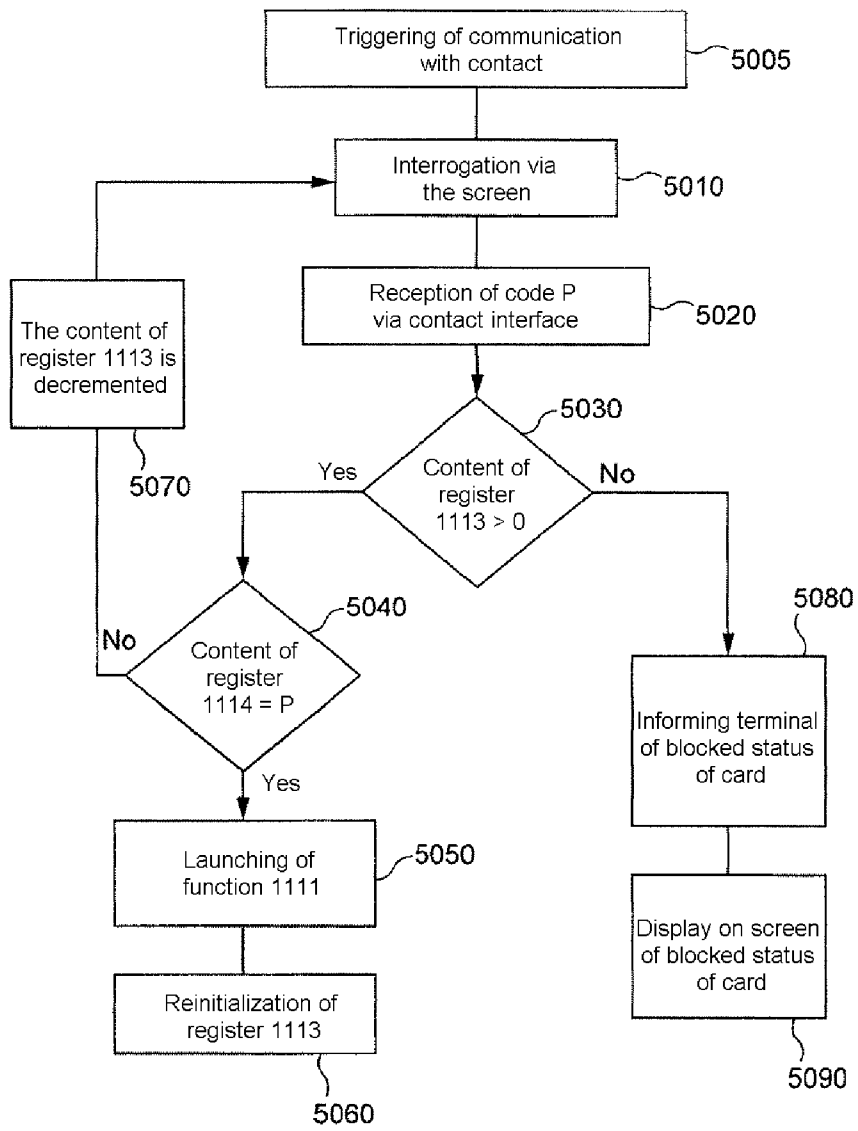 Triggering of communication
with contact
5005
Interrogation via
the screen
5010
Reception of code P
via contact interface
5020
The content of
register 1113 is
decremented
5070
5030
Content of
register
1113 > 0
Yes
No
5040
Content of
register
1114 = P
No
Yes
5080
Informing terminal
of blocked status
of card
Launching of
function 1111
5050
Display on screen
of blocked status
of card
5090
Reinitialization of
register 1113
5060